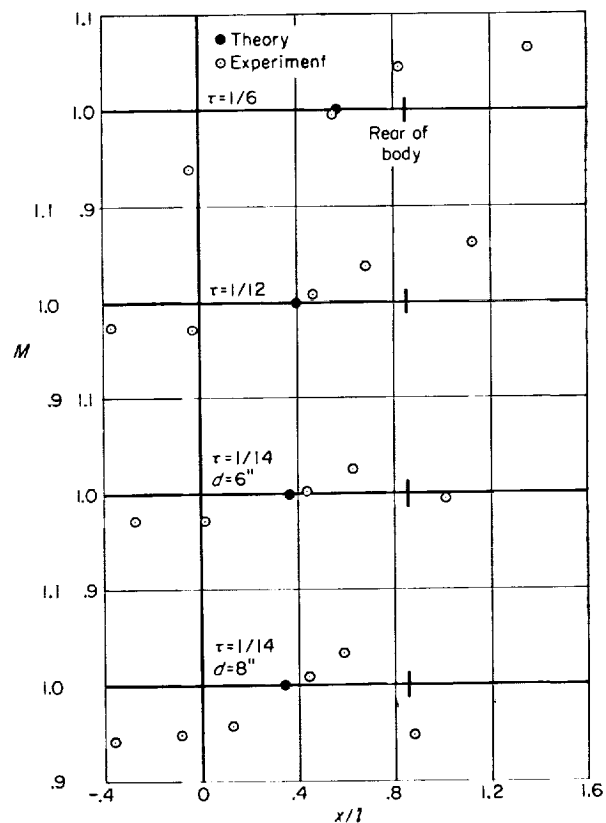 1.1
● Theory
⊙ Experiment
1.0
τ=1/6
Rear of
body
1.1 .9
τ=1/12
1.0
M
.9 1.1
τ=1/14
d=6"
1.0
1.1 .9
τ=1/14
d=8"
1.0
.9
-.4 0 .4 .8 1.2 1.6
x/l